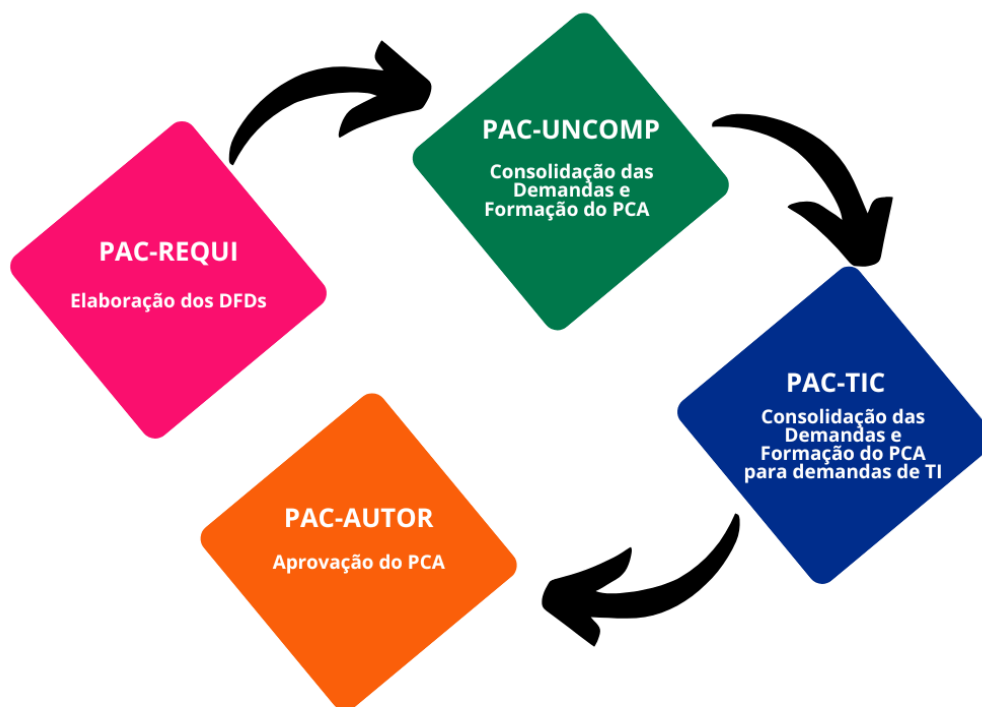 PAC-REQUI
Elaboração dos DFDs
PAC-UNCOMP
Consolidação das
Demandas e
Formação do PCA
PAC-TIC
Consolidação das
Demandas e
Formação do PCA
para demandas de TI
PAC-AUTOR
Aprovação do PCA